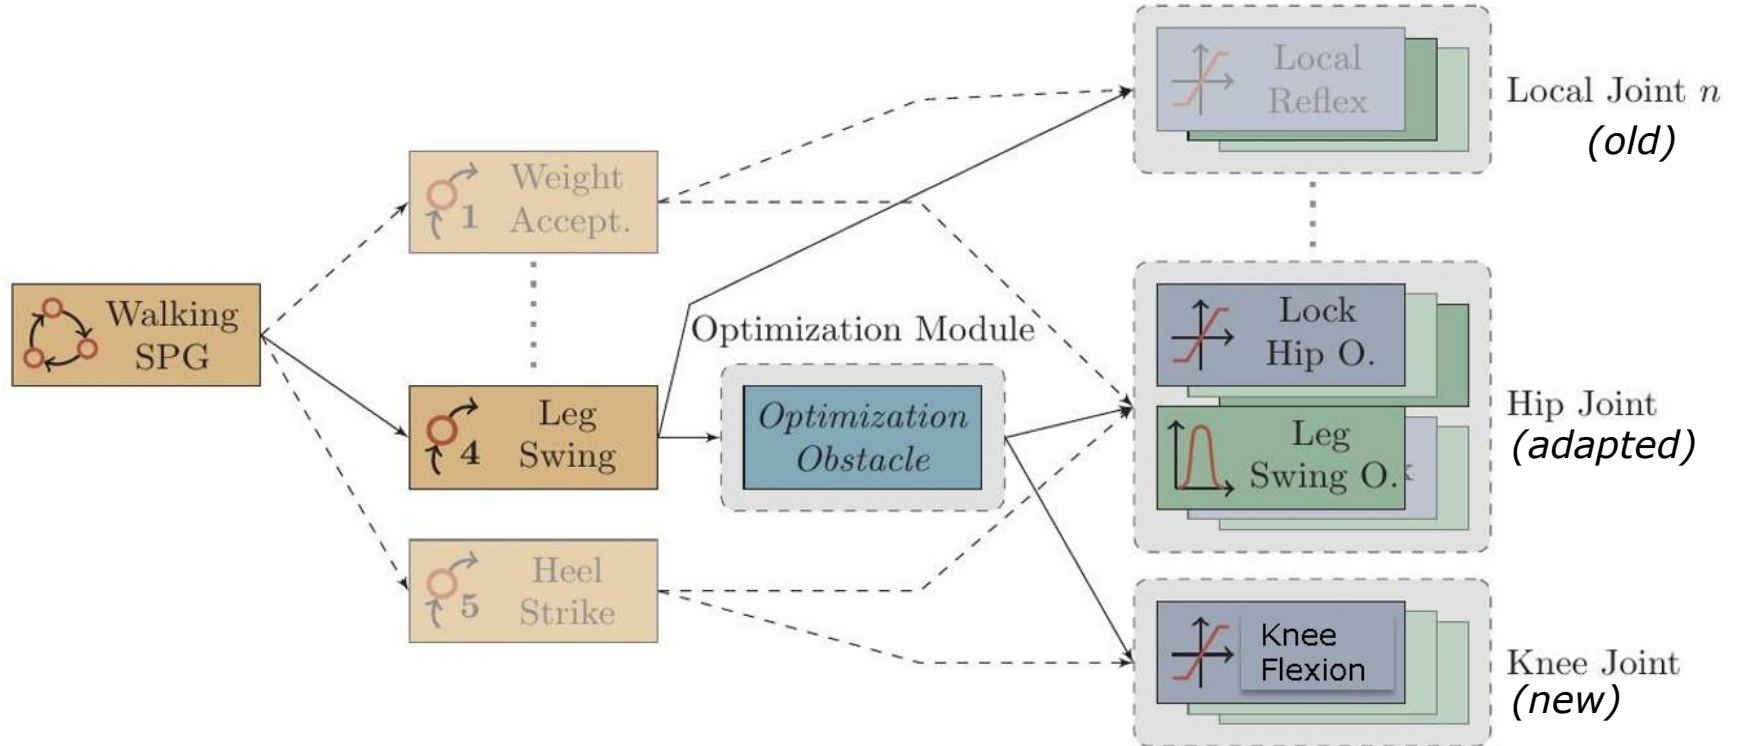 Local
Reflex
Local Joint n
(old)
Weight
Accept.
1
Walking
SPG
Optimization Module
Lock
Hip O.
Leg
Swing
4
Optimization
Obstacle
Leg
Swing O.
Hip Joint
(adapted)
Heel
Strike
5
Knee
Flexion
Knee Joint
(new)